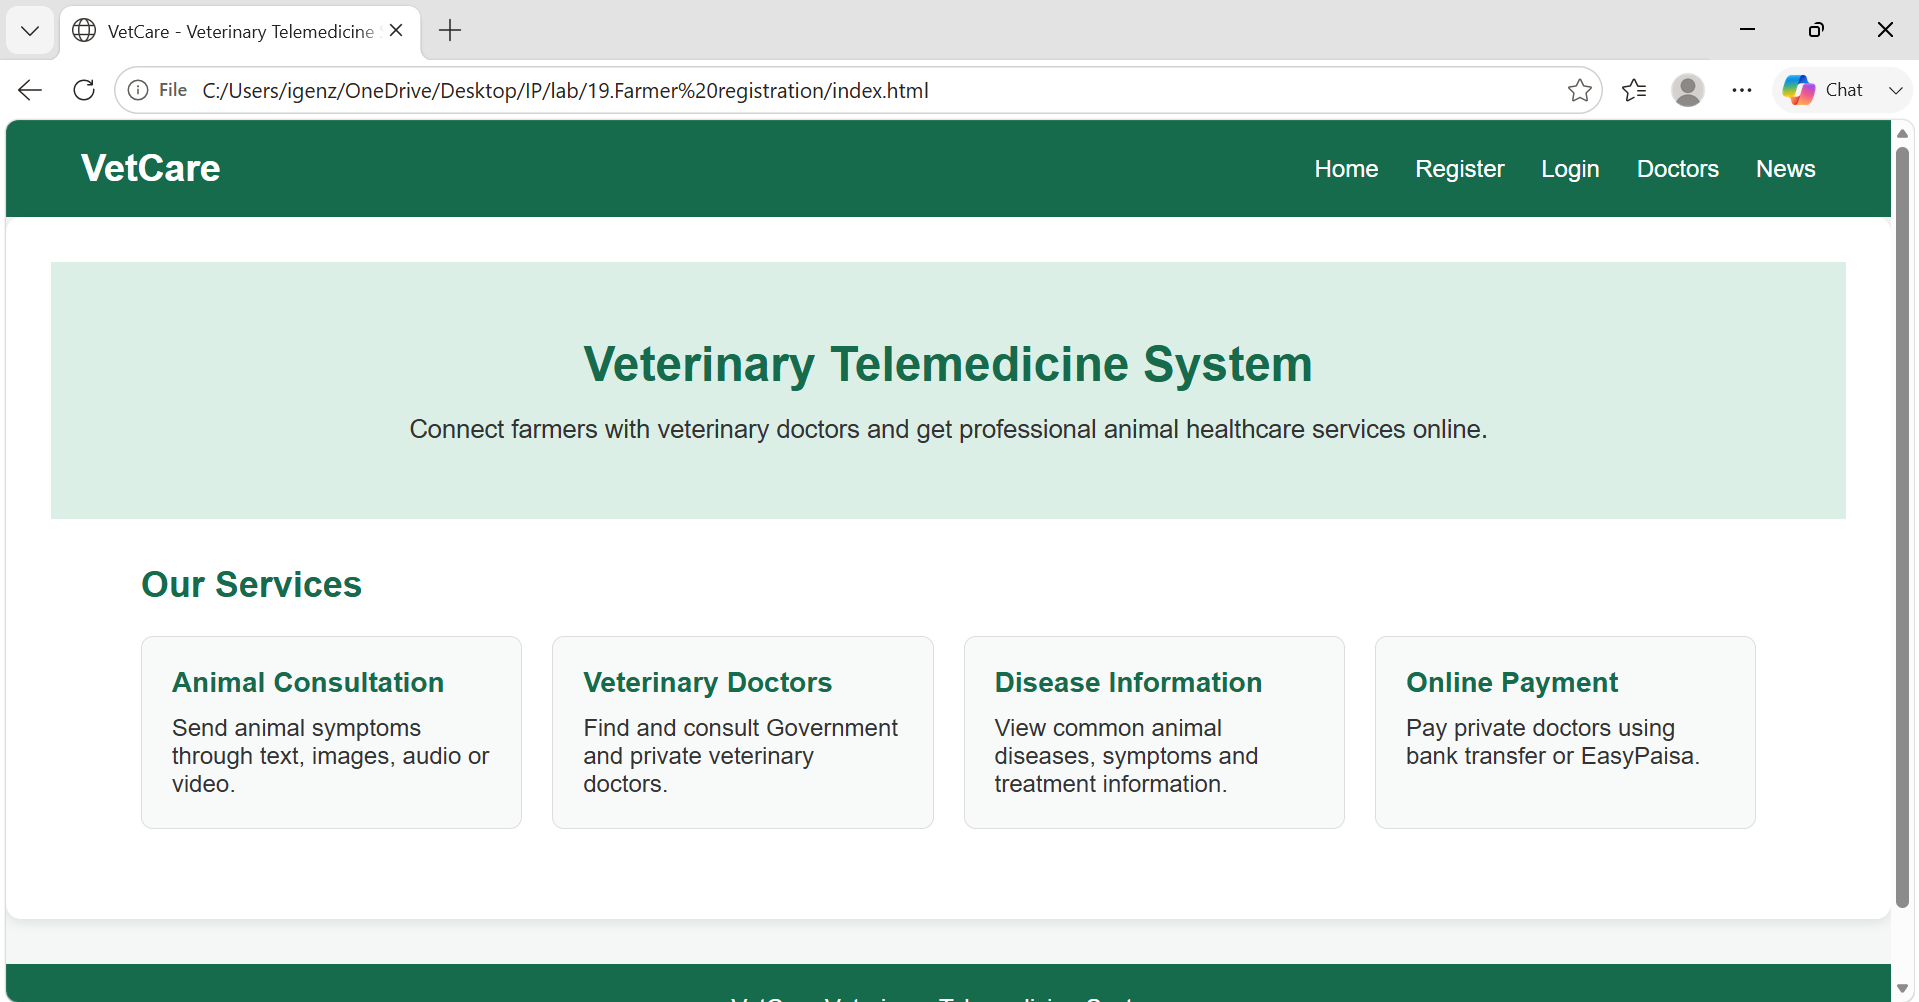 VetCare - Veterinary Telemedicine
File C:/Users/igenz/OneDrive/Desktop/IP/lab/19.Farmer%20registration/index.html
Chat
VetCare
Home Register Login Doctors News
Veterinary Telemedicine System
Connect farmers with veterinary doctors and get professional animal healthcare services online.
Our Services
Animal Consultation
Send animal symptoms
through text, images, audio or
video.
Veterinary Doctors
Find and consult Government
and private veterinary
doctors.
Disease Information
View common animal
diseases, symptoms and
treatment information.
Online Payment
Pay private doctors using
bank transfer or EasyPaisa.